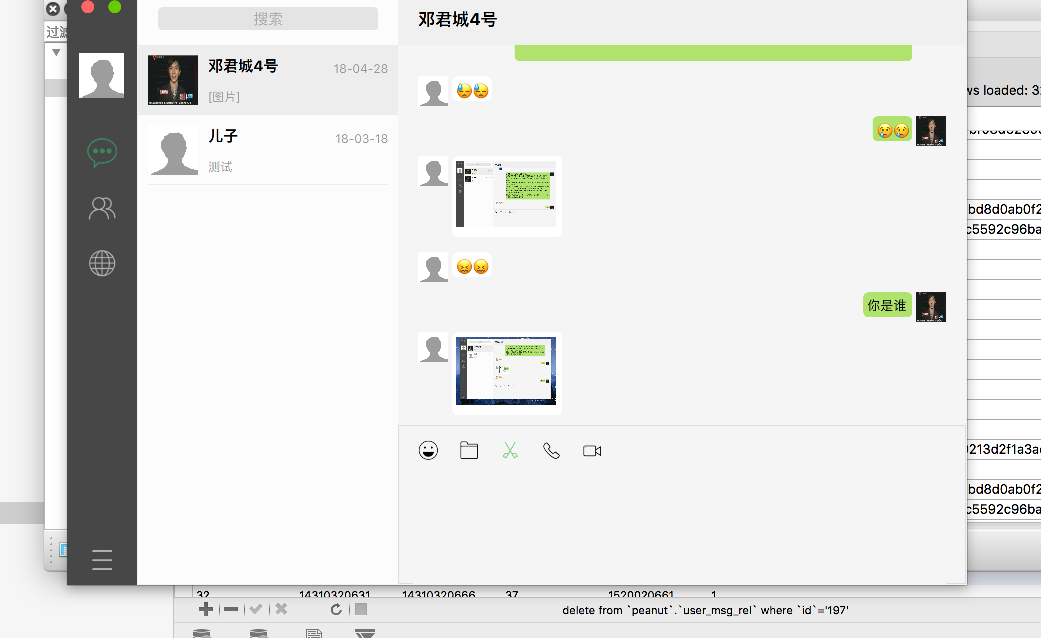 搜索
邓君城4号
过滤
邓君城4号
18-04-28
[图片]
儿子
18-03-18
测试
你是谁
ws loaded: 32
bd8d0ab0f2
c5592c96ba
0213d2f1a3a
bd8d0ab0f2
c5592c96ba
32 14310320631 14310320666 37 1520020661 1
delete from `peanut`.`user_msg_rel` where `id`='197'